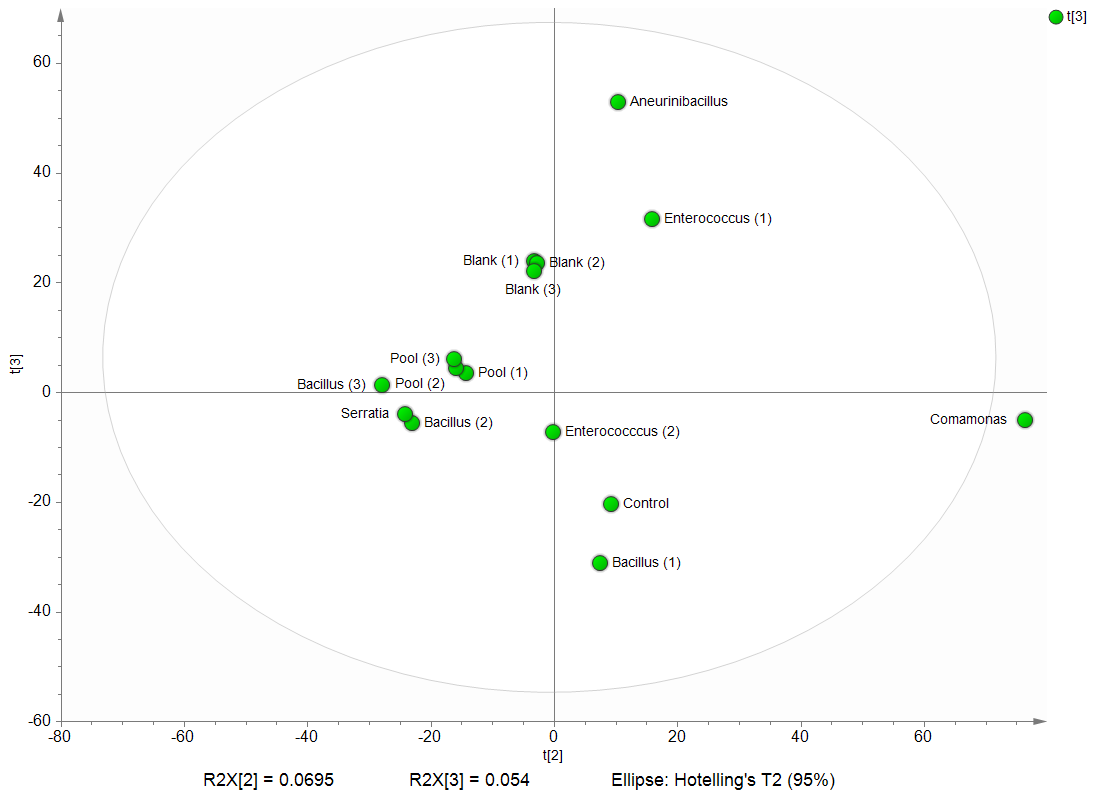 t[3]
60
Aneurinibacillus
40
Enterococcus (1)
Blank (1)
Blank (2)
20
Blank (3)
t[3]
Pool (3)
Pool (1)
Bacillus (3)
Pool (2)
0
Serratia
Bacillus (2)
Comamonas
Enterococccus (2)
-20
Control
Bacillus (1)
-40
-60
-80 -60 -40 -20 0 20 40 60
t[2]
R2X[2] = 0.0695 R2X[3] = 0.054 Ellipse: Hotelling's T2 (95%)